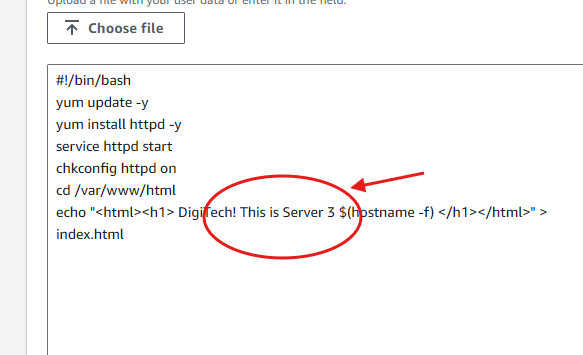 Upload a file with your user data or enter it in the field.
Choose file
#!/bin/bash
yum update -y
yum install httpd -y
service httpd start
chkconfig httpd on
cd /var/www/html
echo "<html><h1> DigiTech! This is Server 3 $(hostname -f) </h1></html>" >
index.html